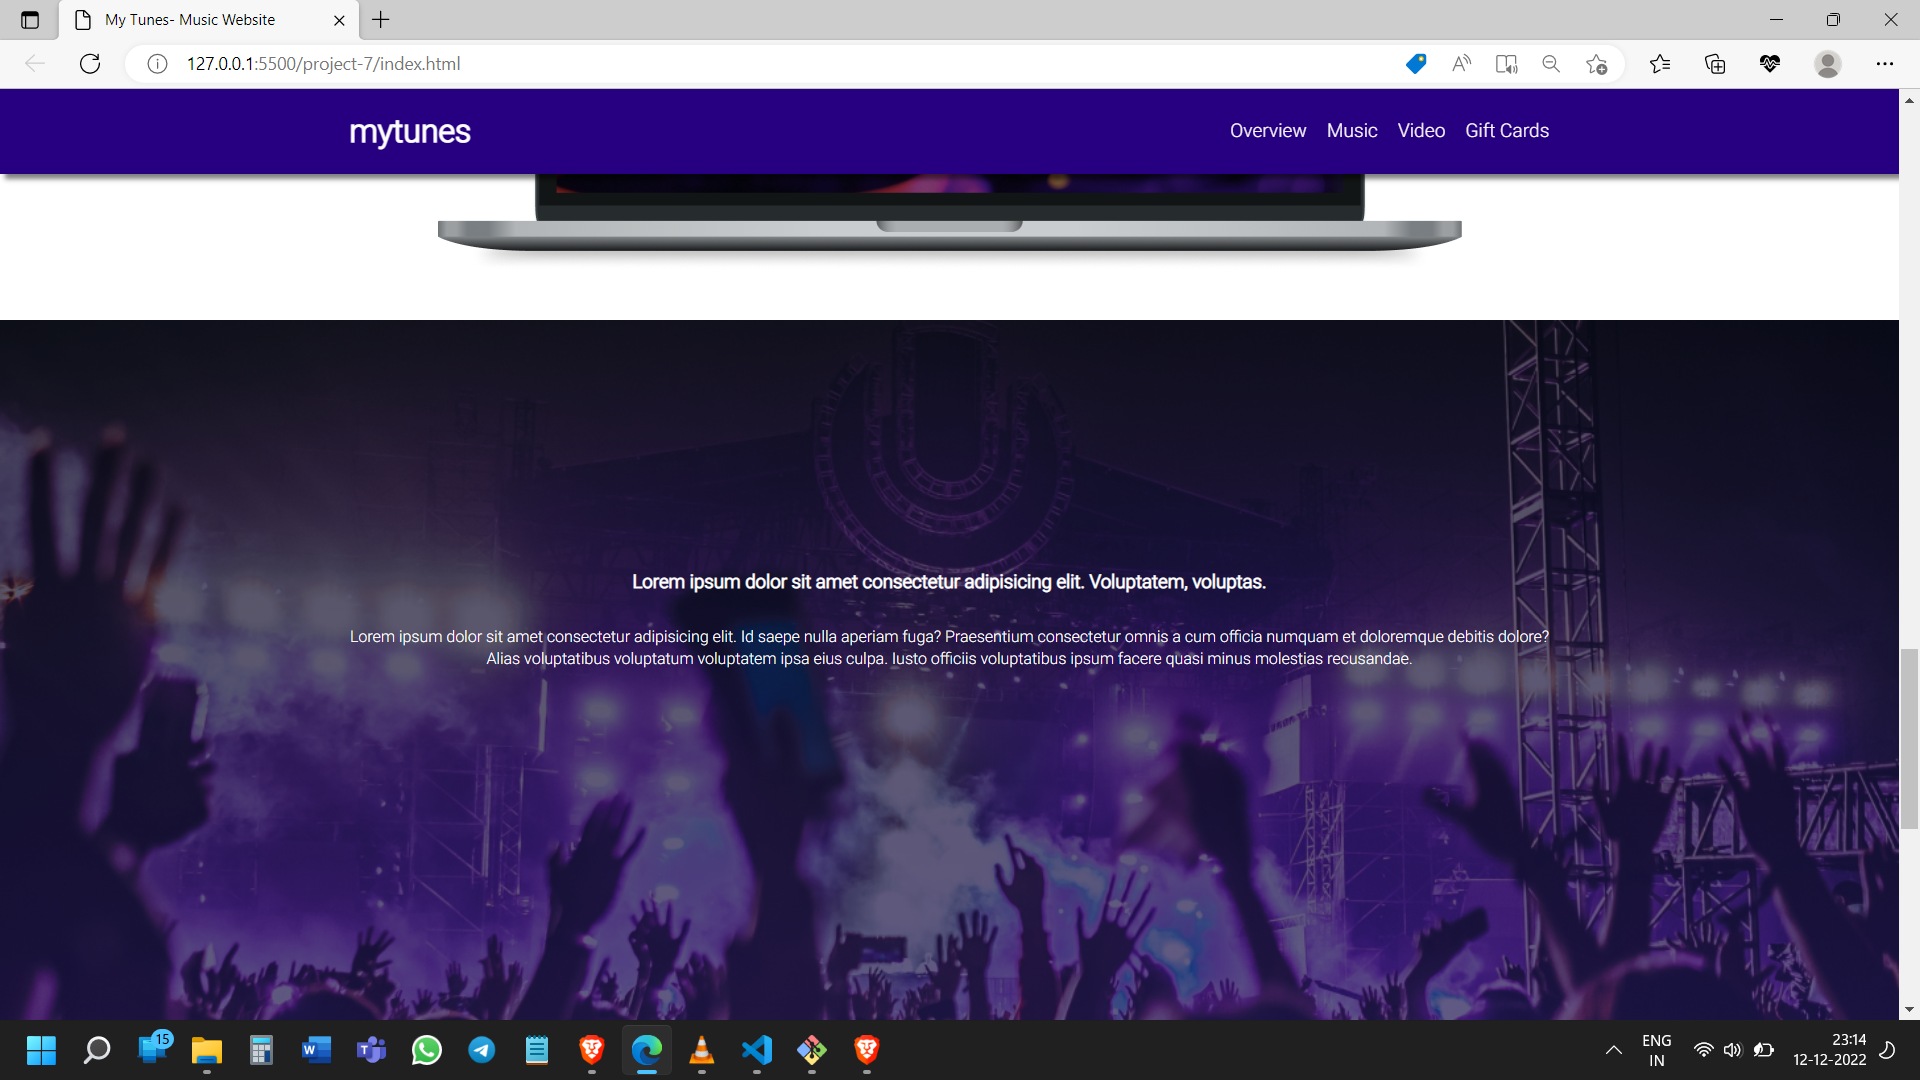 My Tunes- Music Website
127.0.0.1:5500/project-7/index.html
mytunes
Overview Music Video Gift Cards
Lorem ipsum dolor sit amet consectetur adipisicing elit. Voluptatem, voluptas.
Lorem ipsum dolor sit amet consectetur adipisicing elit. Id saepe nulla aperiam fuga? Praesentium consectetur omnis a cum officia numquam et doloremque debitis dolore?
Alias voluptatibus voluptatum voluptatem ipsa eius culpa. Iusto officiis voluptatibus ipsum facere quasi minus molestias recusandae.
15
ENG
IN
23:14
12-12-2022